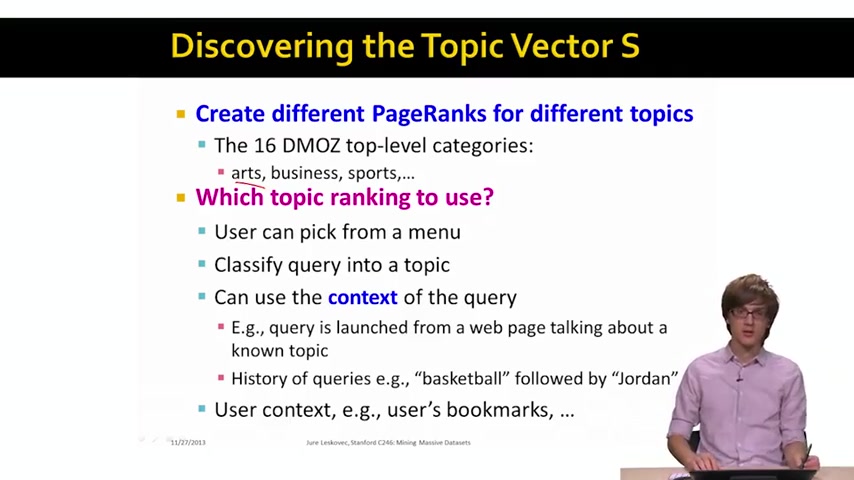 Discovering the Topic Vector S
Create different PageRanks for different topics
The 16 DMOZ top-level categories:
arts, business, sports,...
Which topic ranking to use?
User can pick from a menu
Classify query into a topic
Can use the context of the query
E.g., query is launched from a web page talking about a
known topic
History of queries e.g., “basketball” followed by “Jordan”
User context, e.g., user’s bookmarks, ...
11/27/2013 Jure Leskovec, Stanford C246: Mining Massive Datasets